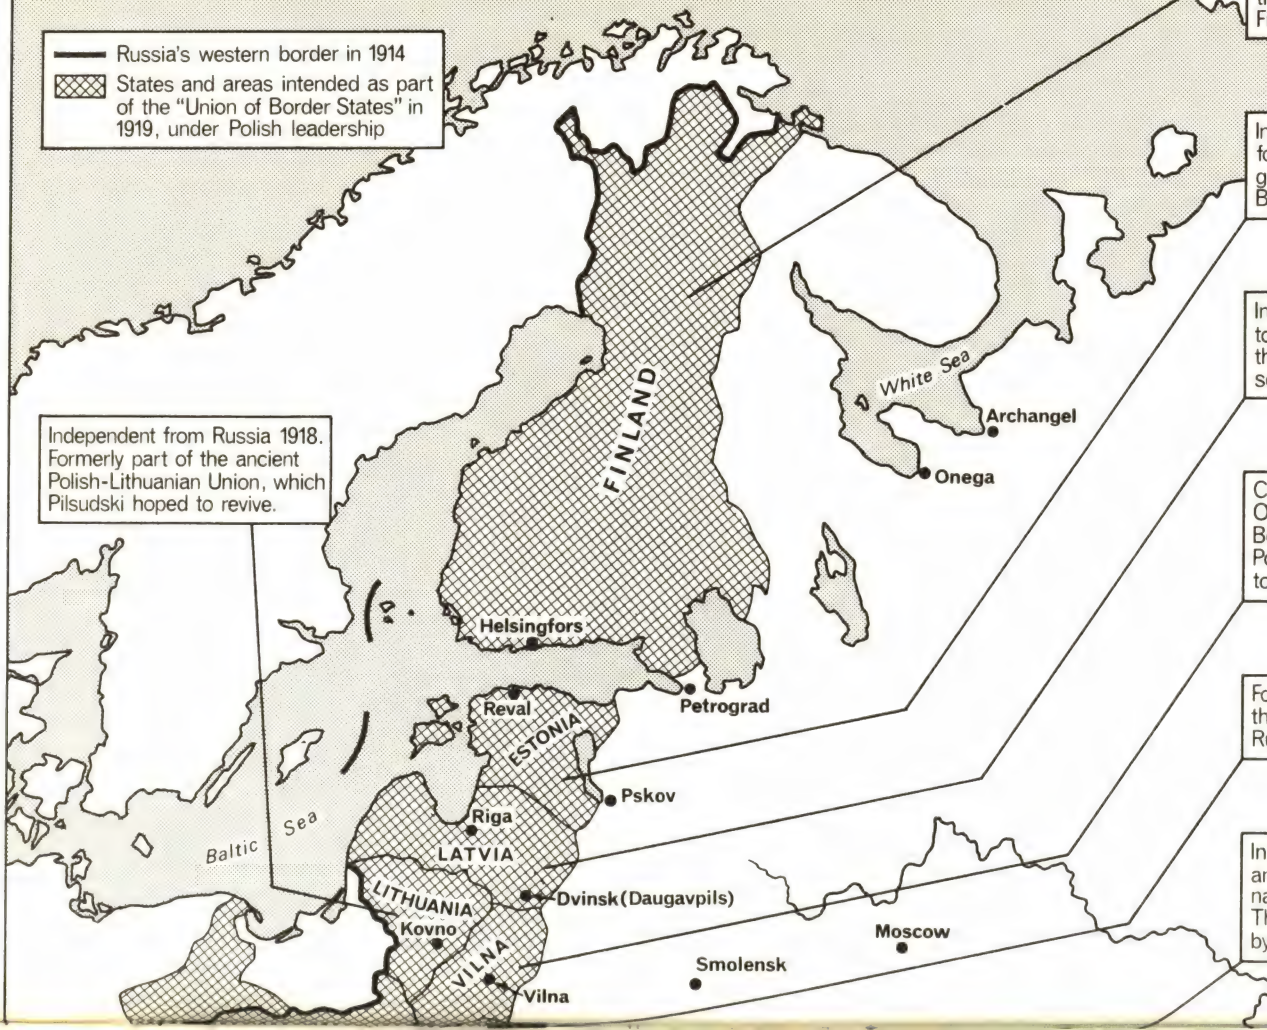 Russia's western border in 1914
States and areas intended as part
of the "Union of Border States" in
1919, under Polish leadership
Independent from Russia 1918.
Formerly part of the ancient
Polish-Lithuanian Union, which
Pilsudski hoped to revive.
FINLAND
White Sea
Archangel
Onega
Helsingfors
Petrograd
Reval
ESTONIA
Pskov
Riga
LATVIA
Baltic Sea
LITHUANIA
Dvinsk (Daugavpils)
Kovno
VILNA
Vilna
Moscow
Smolensk